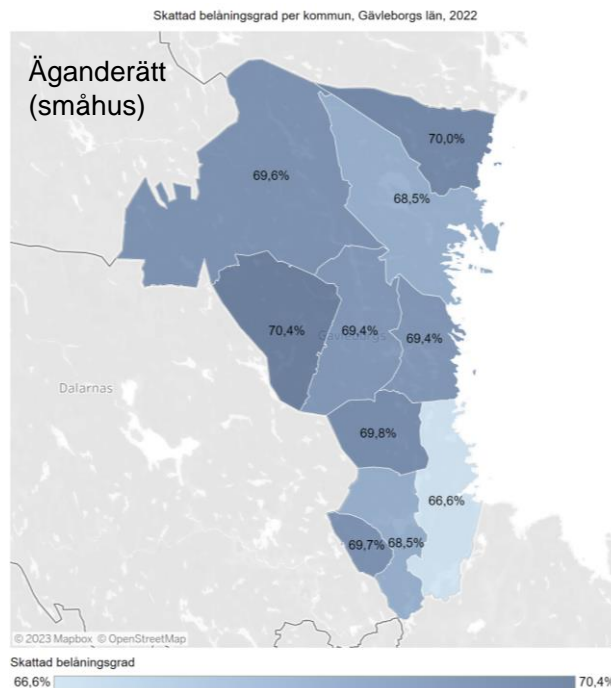 Skattad belåningsgrad per kommun, Gävleborgs län, 2022
Äganderätt
(småhus)
70,0%
69,6%
68,5%
70,4%
69,4%
Gävleborgs
69,4%
Dalarnas
69,8%
66,6%
69,7%
68,5%
© 2023 Mapbox © OpenStreetMap
Skattad belåningsgrad
66,6%
70,4%